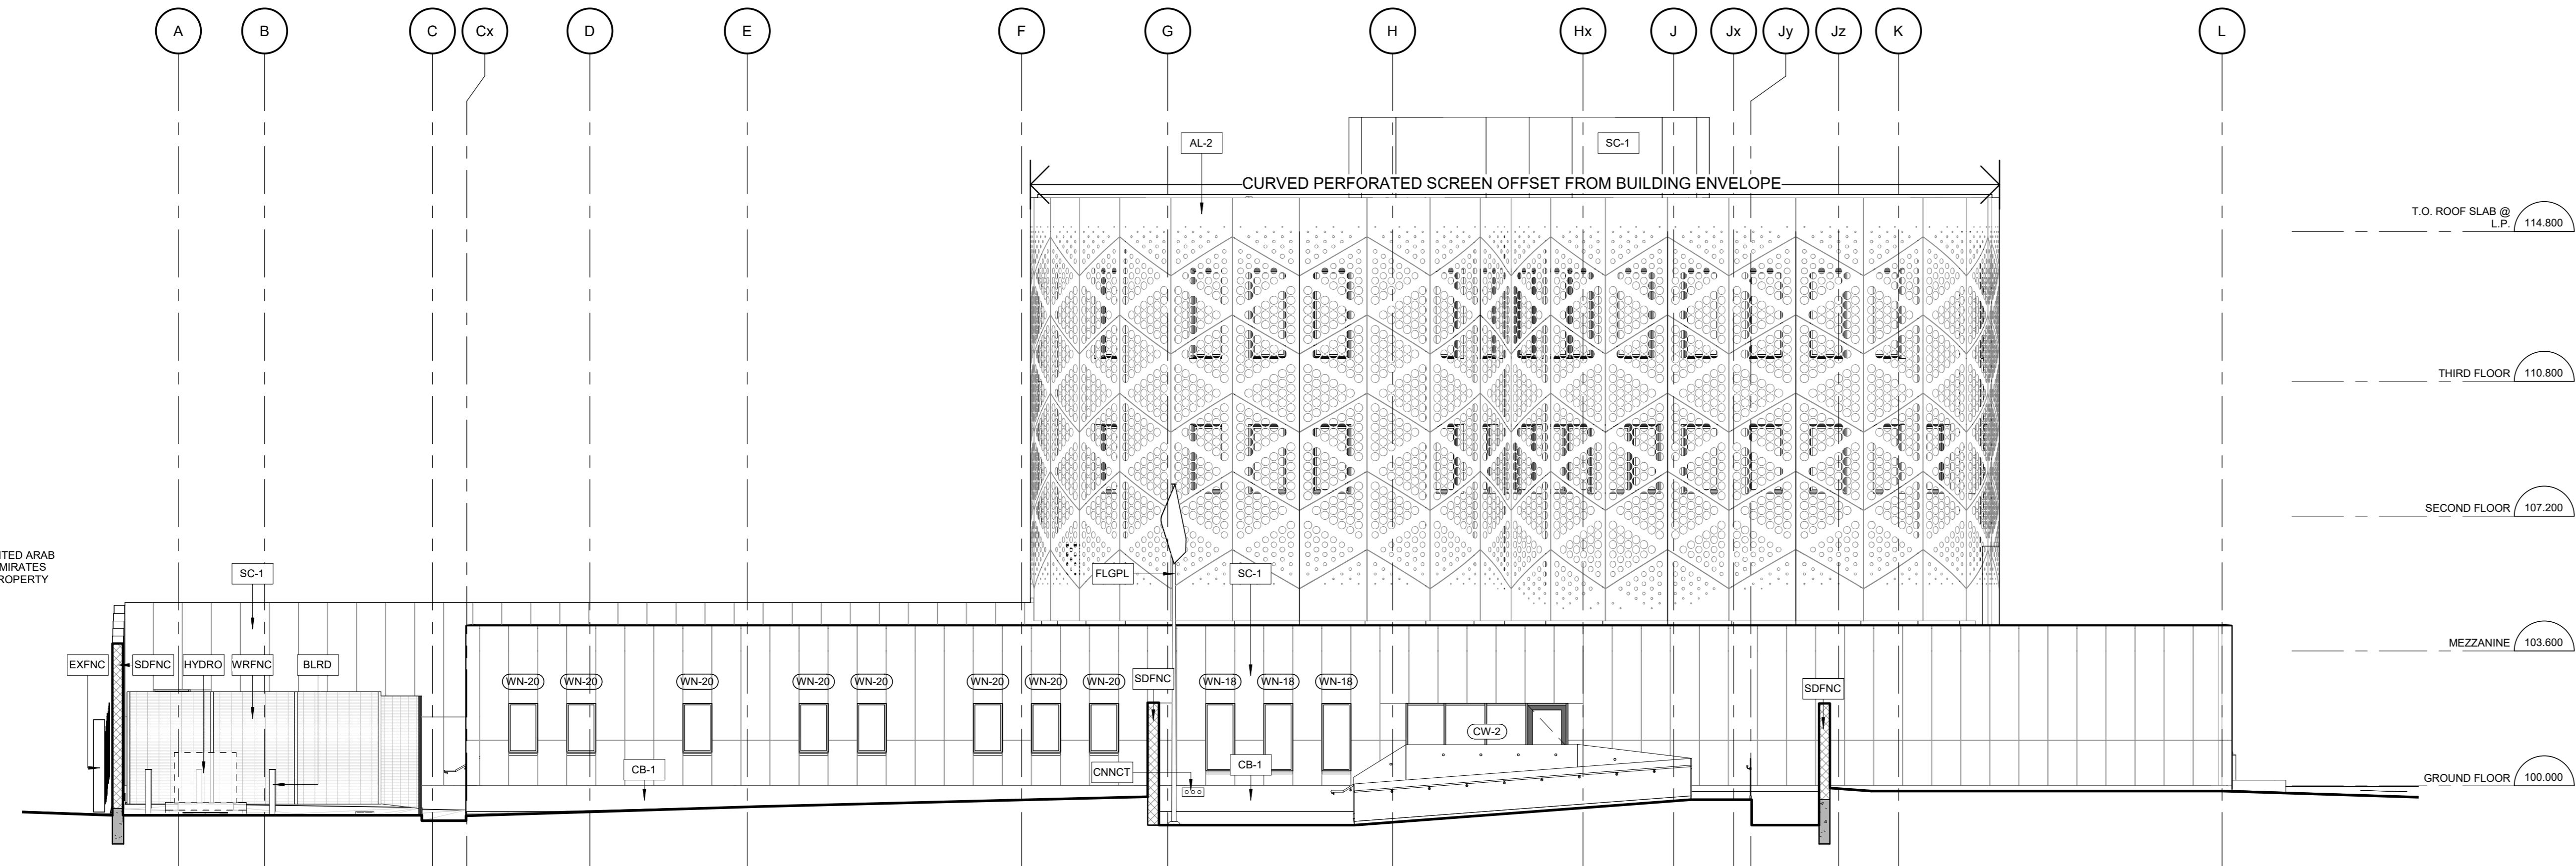 A
B
C
Cx
D
E
F
G
H
Hx
J
Jx
Jy
Jz
K
L
AL-2
SC-1
CURVED PERFORATED SCREEN OFFSET FROM BUILDING ENVELOPE
T.O. ROOF SLAB @
L.P.
114.800
THIRD FLOOR
110.800
SECOND FLOOR
107.200
ITED ARAB
MIRATES
ROPERTY
SC-1
FLGPL
SC-1
MEZZANINE
103.600
EXFNC
SDFNC
HYDRO
WRFNC
BLRD
WN-20
WN-20
WN-20
WN-20
WN-20
WN-20
WN-20
WN-20
SDFNC
WN-18
WN-18
WN-18
SDFNC
CW-2
CB-1
CNNCT
CB-1
GROUND FLOOR
100.000